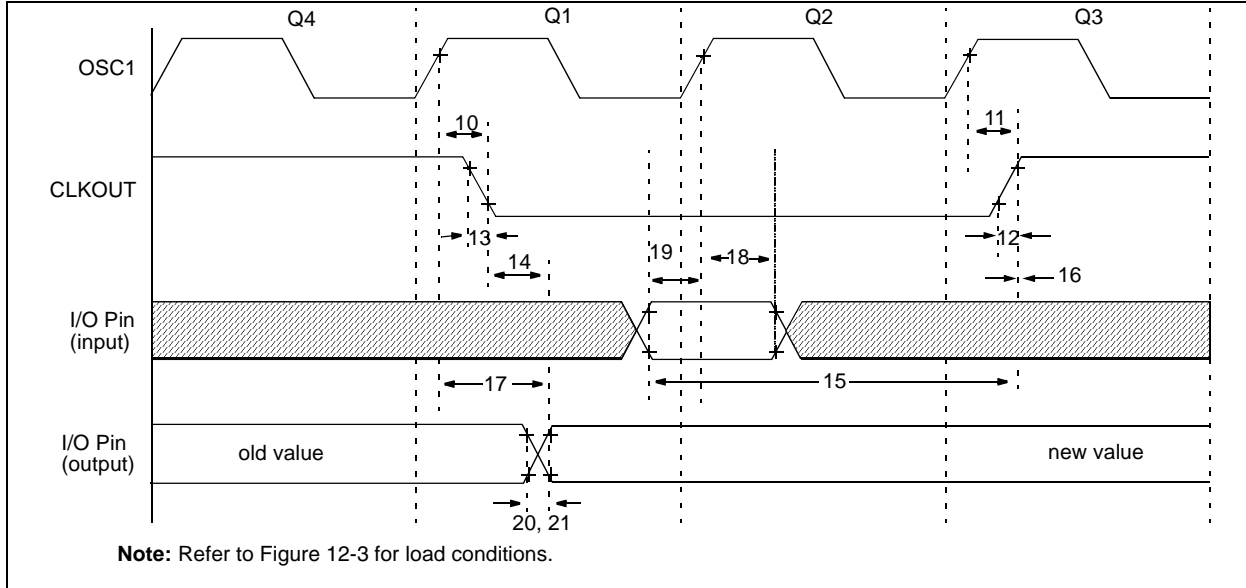 Q4 Q1 Q2 Q3
OSC1
10 11
CLKOUT
13 12
14 19 18 16
I/O Pin
(input)
17 15
I/O Pin
(output)
old value new value
20, 21
Note: Refer to Figure 12-3 for load conditions.